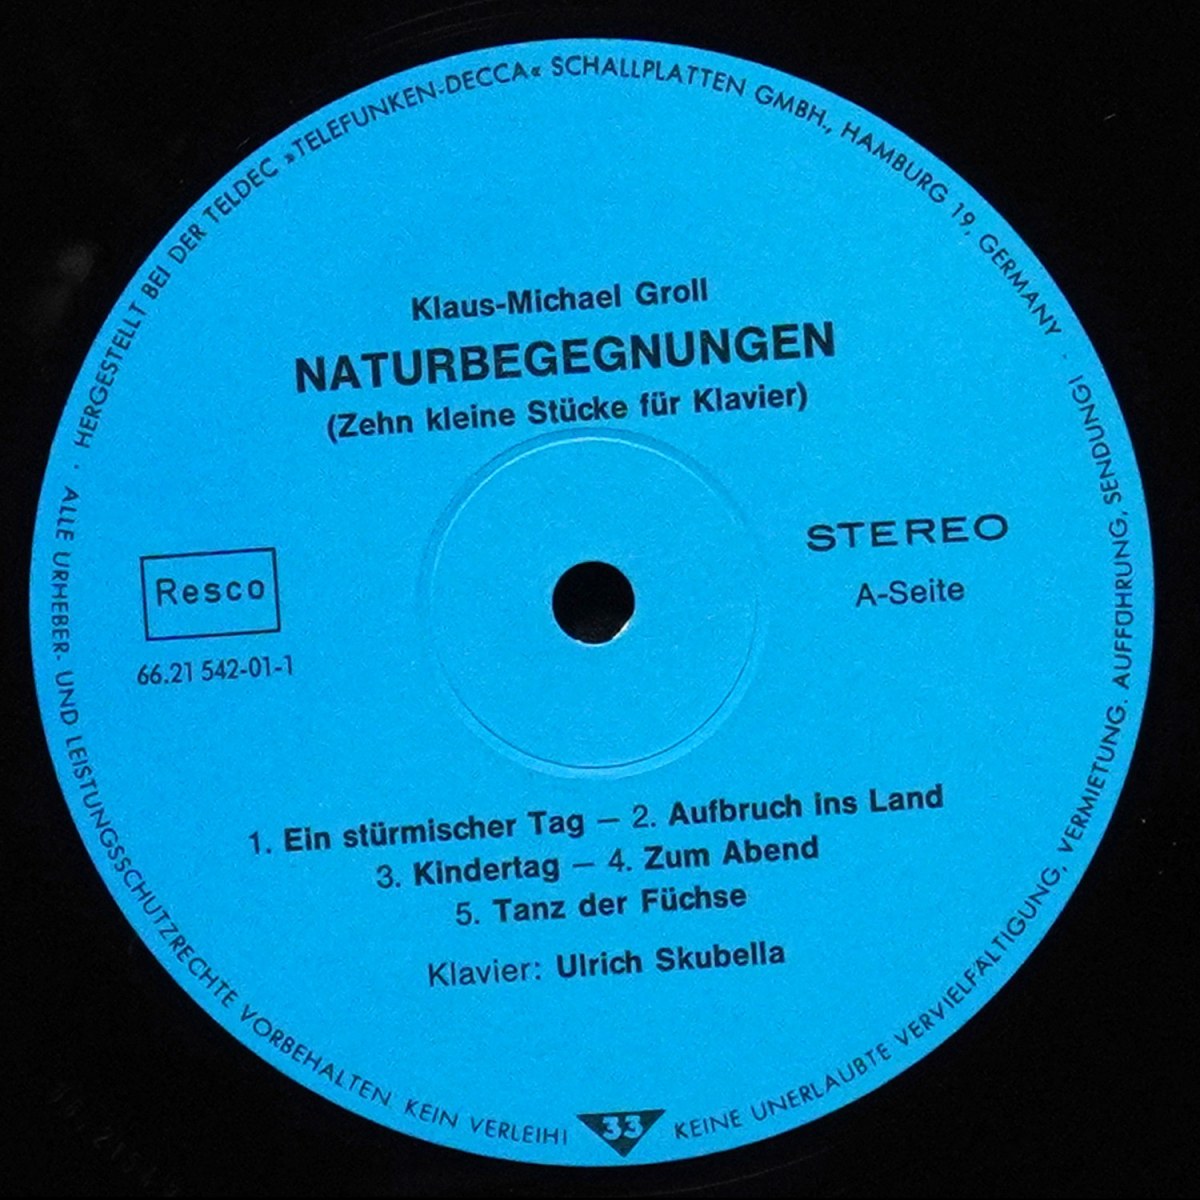 HERGESTELLT BEI DER TELDEC »TELEFUNKEN-DECCA« SCHALLPLATTEN GMBH., HAMBURG 19, GERMANY ·
Klaus-Michael Groll
NATURBEGEGNUNGEN
(Zehn kleine Stücke für Klavier)
STEREO
A-Seite
Resco
66.21 542-01-1
1. Ein stürmischer Tag – 2. Aufbruch ins Land
3. Kindertag – 4. Zum Abend
5. Tanz der Füchse
Klavier: Ulrich Skubella
· ALLE URHEBER- UND LEISTUNGSSCHUTZRECHTE VORBEHALTEN. KEIN VERLEIH!
33
KEINE UNERLAUBTE VERVIELFÄLTIGUNG, VERMIETUNG, AUFFÜHRUNG, SENDUNG!